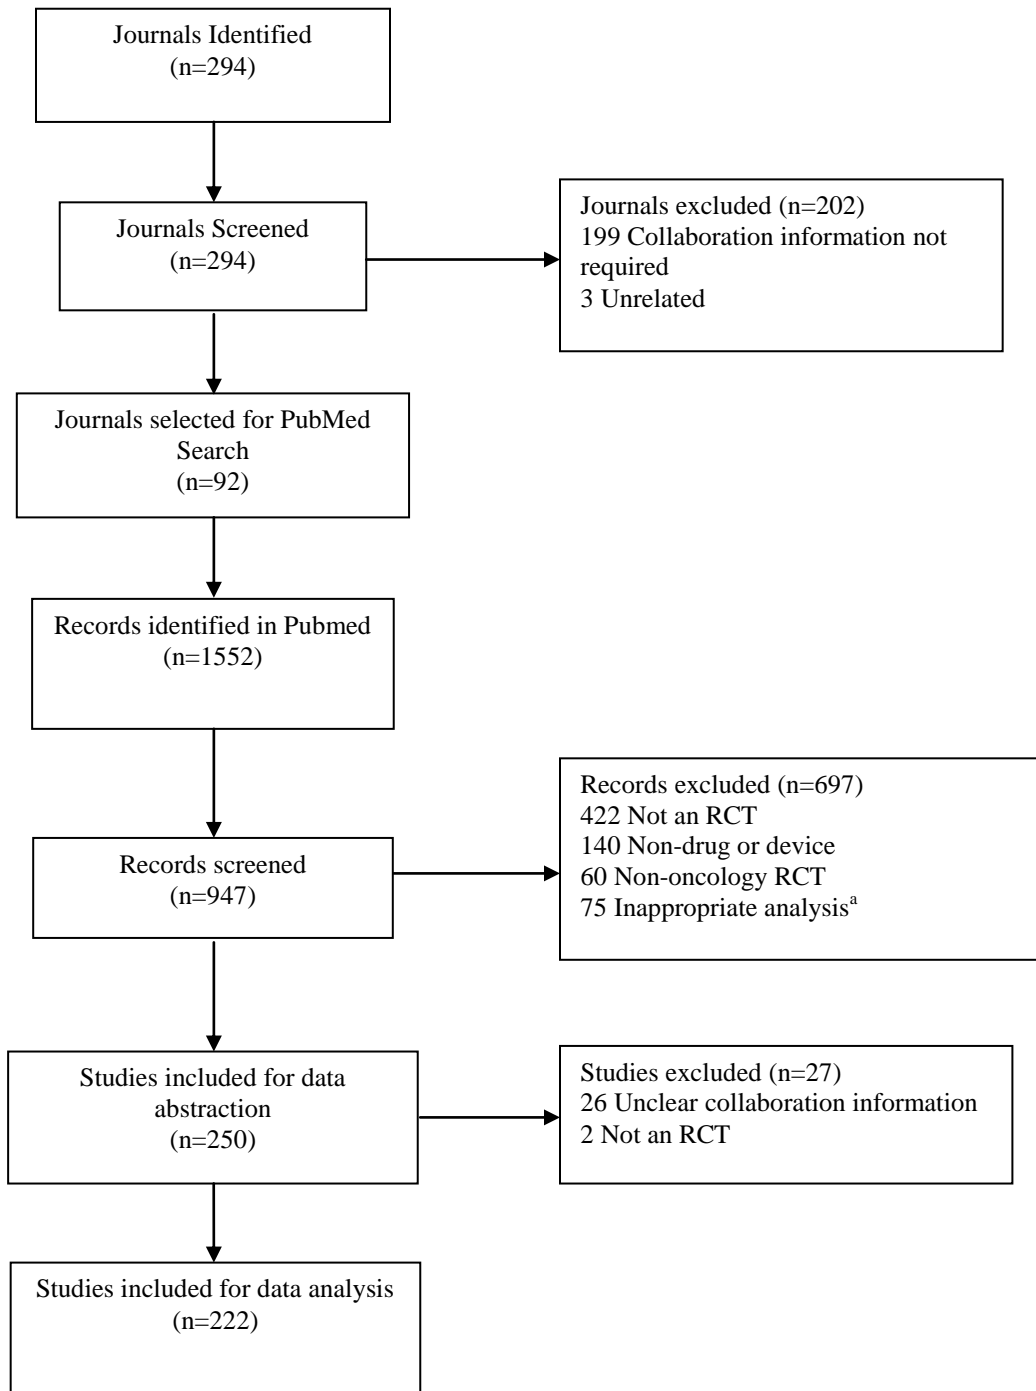 Journals Identified
(n=294)
Journals Screened
(n=294)
Journals excluded (n=202)
199 Collaboration information not
required
3 Unrelated
Journals selected for PubMed
Search
(n=92)
Records identified in Pubmed
(n=1552)
Records screened
(n=947)
Records excluded (n=697)
422 Not an RCT
140 Non-drug or device
60 Non-oncology RCT
75 Inappropriate analysisᵃ
Studies included for data
abstraction
(n=250)
Studies excluded (n=27)
26 Unclear collaboration information
2 Not an RCT
Studies included for data analysis
(n=222)